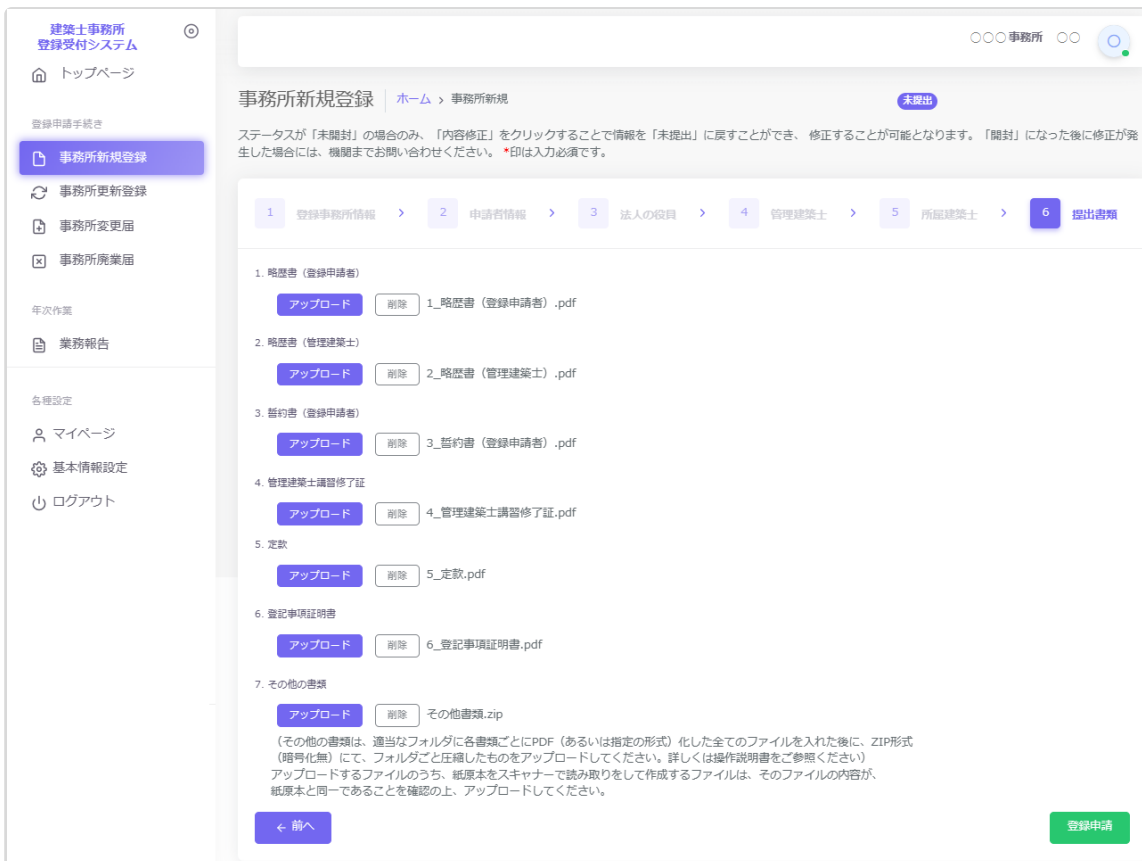 建築士事務所
登録受付システム
トップページ
登録申請手続き
事務所新規登録
事務所更新登録
事務所変更届
事務所廃業届
年次作業
業務報告
各種設定
マイページ
基本情報設定
ログアウト
○○○事務所 ○○
○
事務所新規登録 ホーム > 事務所新規 未提出
ステータスが「未開封」の場合のみ、「内容修正」をクリックすることで情報を「未提出」に戻すことができ、 修正することが可能となります。「開封」になった後に修正が発
生した場合には、機関までお問い合わせください。 *印は入力必須です。
1 登録事務所情報 > 2 申請者情報 > 3 法人の役員 > 4 管理建築士 > 5 所属建築士 > 6 提出書類
1. 略歴書（登録申請者）
アップロード 削除 1_略歴書（登録申請者）.pdf
2. 略歴書（管理建築士）
アップロード 削除 2_略歴書（管理建築士）.pdf
3. 誓約書（登録申請者）
アップロード 削除 3_誓約書（登録申請者）.pdf
4. 管理建築士講習修了証
アップロード 削除 4_管理建築士講習修了証.pdf
5. 定款
アップロード 削除 5_定款.pdf
6. 登記事項証明書
アップロード 削除 6_登記事項証明書.pdf
7. その他の書類
アップロード 削除 その他書類.zip
（その他の書類は、適当なフォルダに各書類ごとにPDF（あるいは指定の形式）化した全てのファイルを入れた後に、ZIP形式
（暗号化無）にて、フォルダごと圧縮したものをアップロードしてください。詳しくは操作説明書をご参照ください）
アップロードするファイルのうち、紙原本をスキャナーで読み取りをして作成するファイルは、そのファイルの内容が、
紙原本と同一であることを確認の上、アップロードしてください。
← 前へ 登録申請